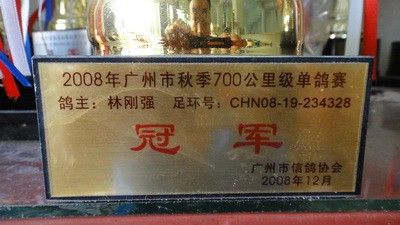 2008年广州市秋季700公里级单鸽赛
鸽主：林刚强 足环号：CHN08-19-234328
冠军
广州市信鸽协会
2008年12月